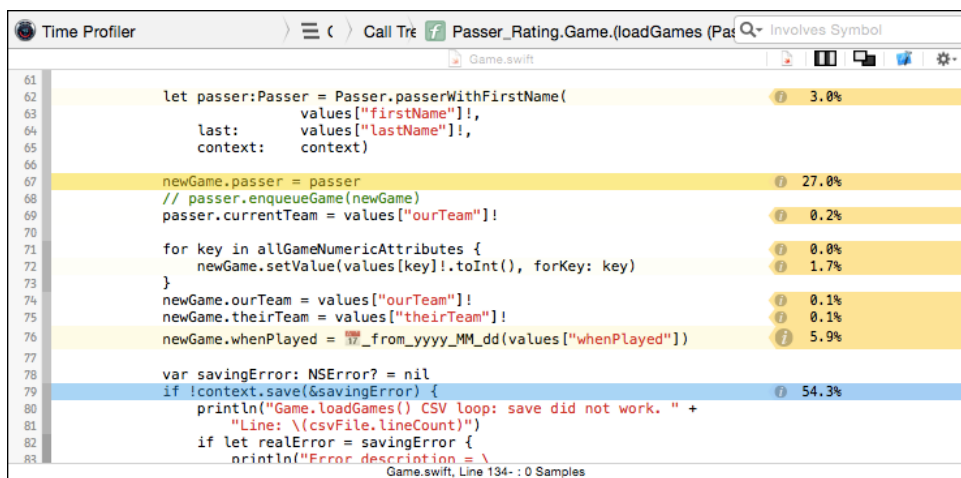 Time Profiler
Call Tre
f Passer_Rating.Game.(loadGames (Pas
Involves Symbol
Game.swift
61
62 let passer:Passer = Passer.passerWithFirstName( 3.0%
63 values["firstName"]!,
64 last: values["lastName"]!,
65 context: context)
66
67 newGame.passer = passer 27.0%
68 // passer.enqueueGame(newGame)
69 passer.currentTeam = values["ourTeam"]! 0.2%
70
71 for key in allGameNumericAttributes { 0.0%
72 newGame.setValue(values[key]!.toInt(), forKey: key) 1.7%
73 }
74 newGame.ourTeam = values["ourTeam"]! 0.1%
75 newGame.theirTeam = values["theirTeam"]! 0.1%
76 newGame.whenPlayed = 📅_from_yyyy_MM_dd(values["whenPlayed"]) 5.9%
77
78 var savingError: NSError? = nil
79 if !context.save(&savingError) { 54.3%
80 println("Game.loadGames() CSV loop: save did not work. " +
81 "Line: \(csvFile.lineCount)")
82 if let realError = savingError {
83 println("Error description = \
Game.swift, Line 134- : 0 Samples